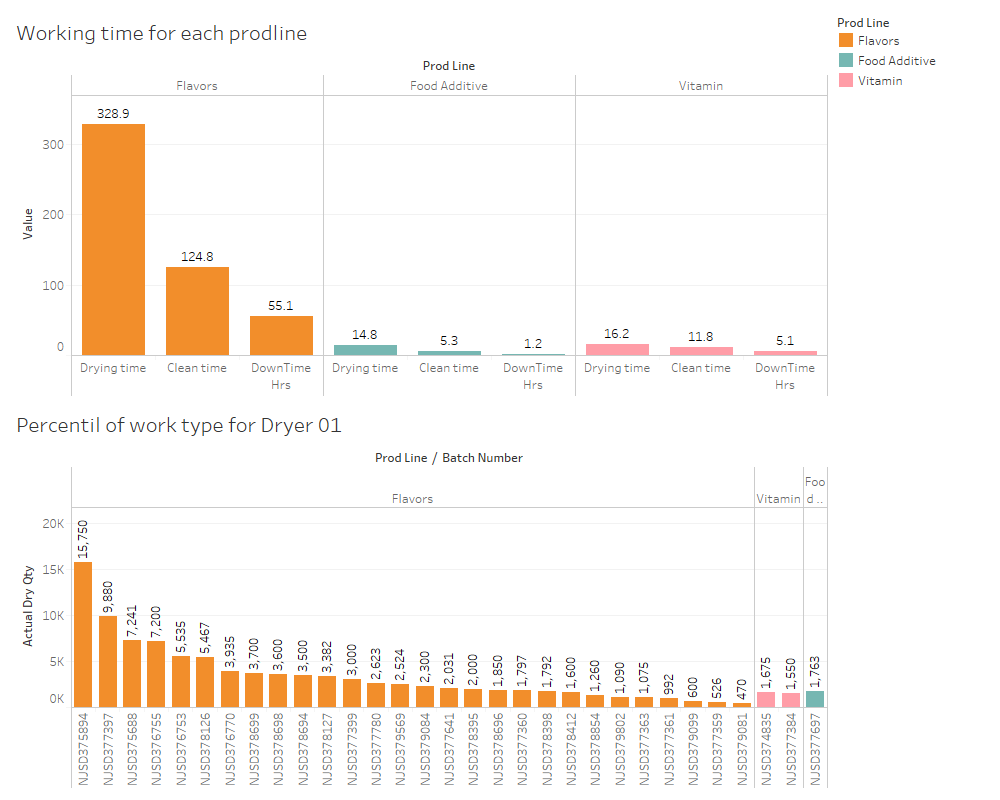 Working time for each prodline
Prod Line
Flavors
Food Additive
Vitamin
Prod Line
Flavors Food Additive Vitamin
Value
300
200
100
0
328.9
124.8
55.1
14.8
5.3
1.2
16.2
11.8
5.1
Drying time Clean time DownTime Hrs Drying time Clean time DownTime Hrs Drying time Clean time DownTime Hrs
Percentil of work type for Dryer 01
Prod Line / Batch Number
Flavors
Vitamin
Foo
d ..
Actual Dry Qty
20K
15K
10K
5K
0K
15,750
9,880
7,241
7,200
5,535
5,467
3,935
3,700
3,600
3,500
3,382
3,000
2,623
2,524
2,300
2,031
2,000
1,850
1,797
1,792
1,600
1,260
1,090
1,075
992
600
526
470
1,675
1,550
1,763
NJSD375894
NJSD377397
NJSD375688
NJSD376755
NJSD376753
NJSD378126
NJSD376770
NJSD378699
NJSD378698
NJSD378694
NJSD378127
NJSD377399
NJSD377780
NJSD379569
NJSD379084
NJSD377641
NJSD378395
NJSD378696
NJSD377360
NJSD378398
NJSD378412
NJSD378854
NJSD379802
NJSD377363
NJSD377361
NJSD379099
NJSD377359
NJSD379081
NJSD374835
NJSD377384
NJSD377697